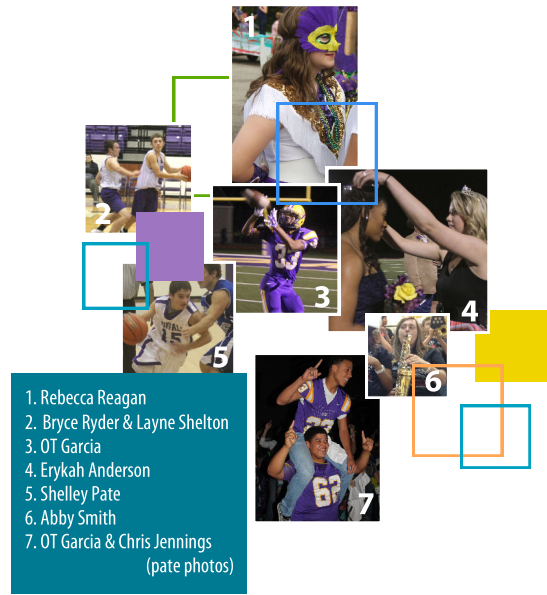 1
2
3
4
5
6
7
33
35
62
1. Rebecca Reagan
2. Bryce Ryder & Layne Shelton
3. OT Garcia
4. Erykah Anderson
5. Shelley Pate
6. Abby Smith
7. OT Garcia & Chris Jennings
(pate photos)